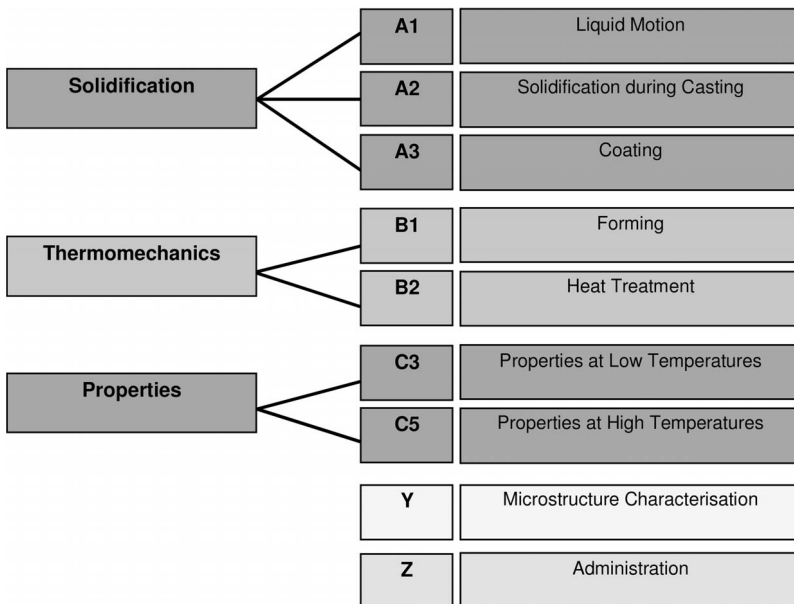 A1 Liquid Motion
Solidification
A2 Solidification during Casting
A3 Coating
B1 Forming
Thermomechanics
B2 Heat Treatment
C3 Properties at Low Temperatures
Properties
C5 Properties at High Temperatures
Y Microstructure Characterisation
Z Administration